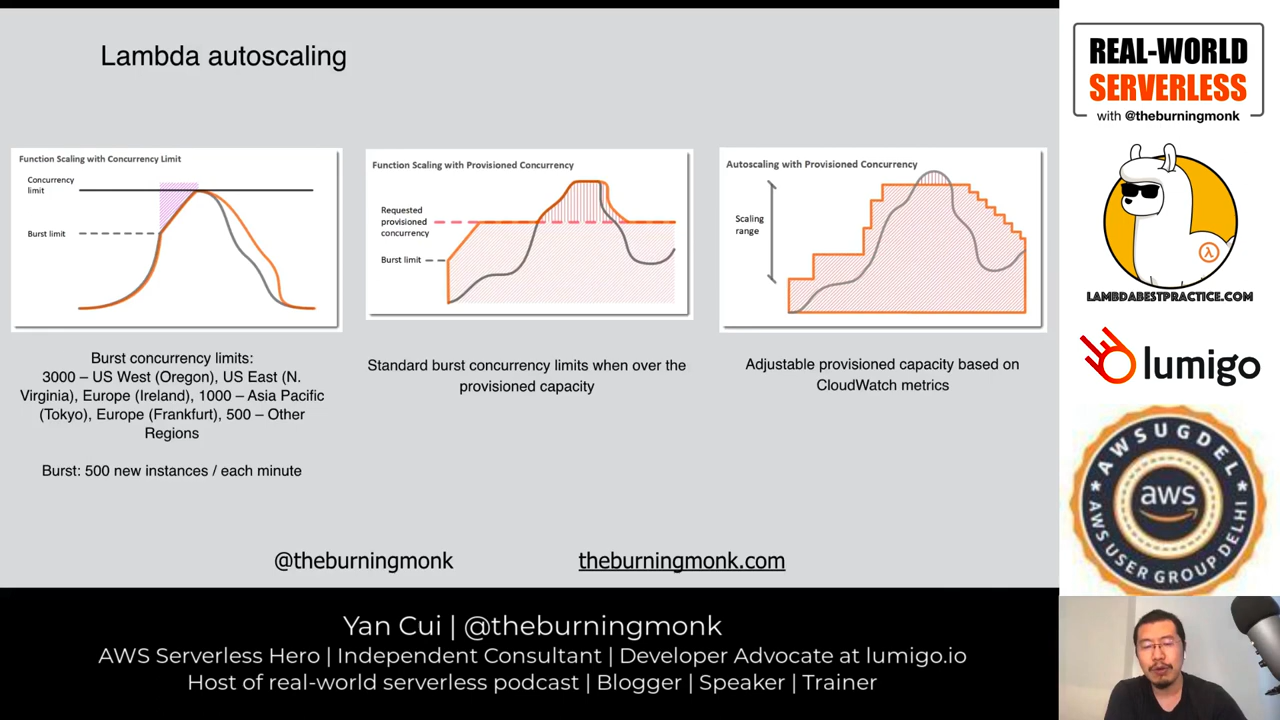 Lambda autoscaling
Function Scaling with Concurrency Limit
Concurrency
limit
Burst limit
Function Scaling with Provisioned Concurrency
Requested
provisioned
concurrency
Burst limit
Autoscaling with Provisioned Concurrency
Scaling
range
Burst concurrency limits:
3000 – US West (Oregon), US East (N.
Virginia), Europe (Ireland), 1000 – Asia Pacific
(Tokyo), Europe (Frankfurt), 500 – Other
Regions
Burst: 500 new instances / each minute
Standard burst concurrency limits when over the
provisioned capacity
Adjustable provisioned capacity based on
CloudWatch metrics
@theburningmonk
theburningmonk.com
Yan Cui | @theburningmonk
AWS Serverless Hero | Independent Consultant | Developer Advocate at lumigo.io
Host of real-world serverless podcast | Blogger | Speaker | Trainer
REAL-WORLD
SERVERLESS
with @theburningmonk
λ
LAMBDABESTPRACTICE.COM
lumigo
AWSUGDEL
aws
AWS USER GROUP DELHI